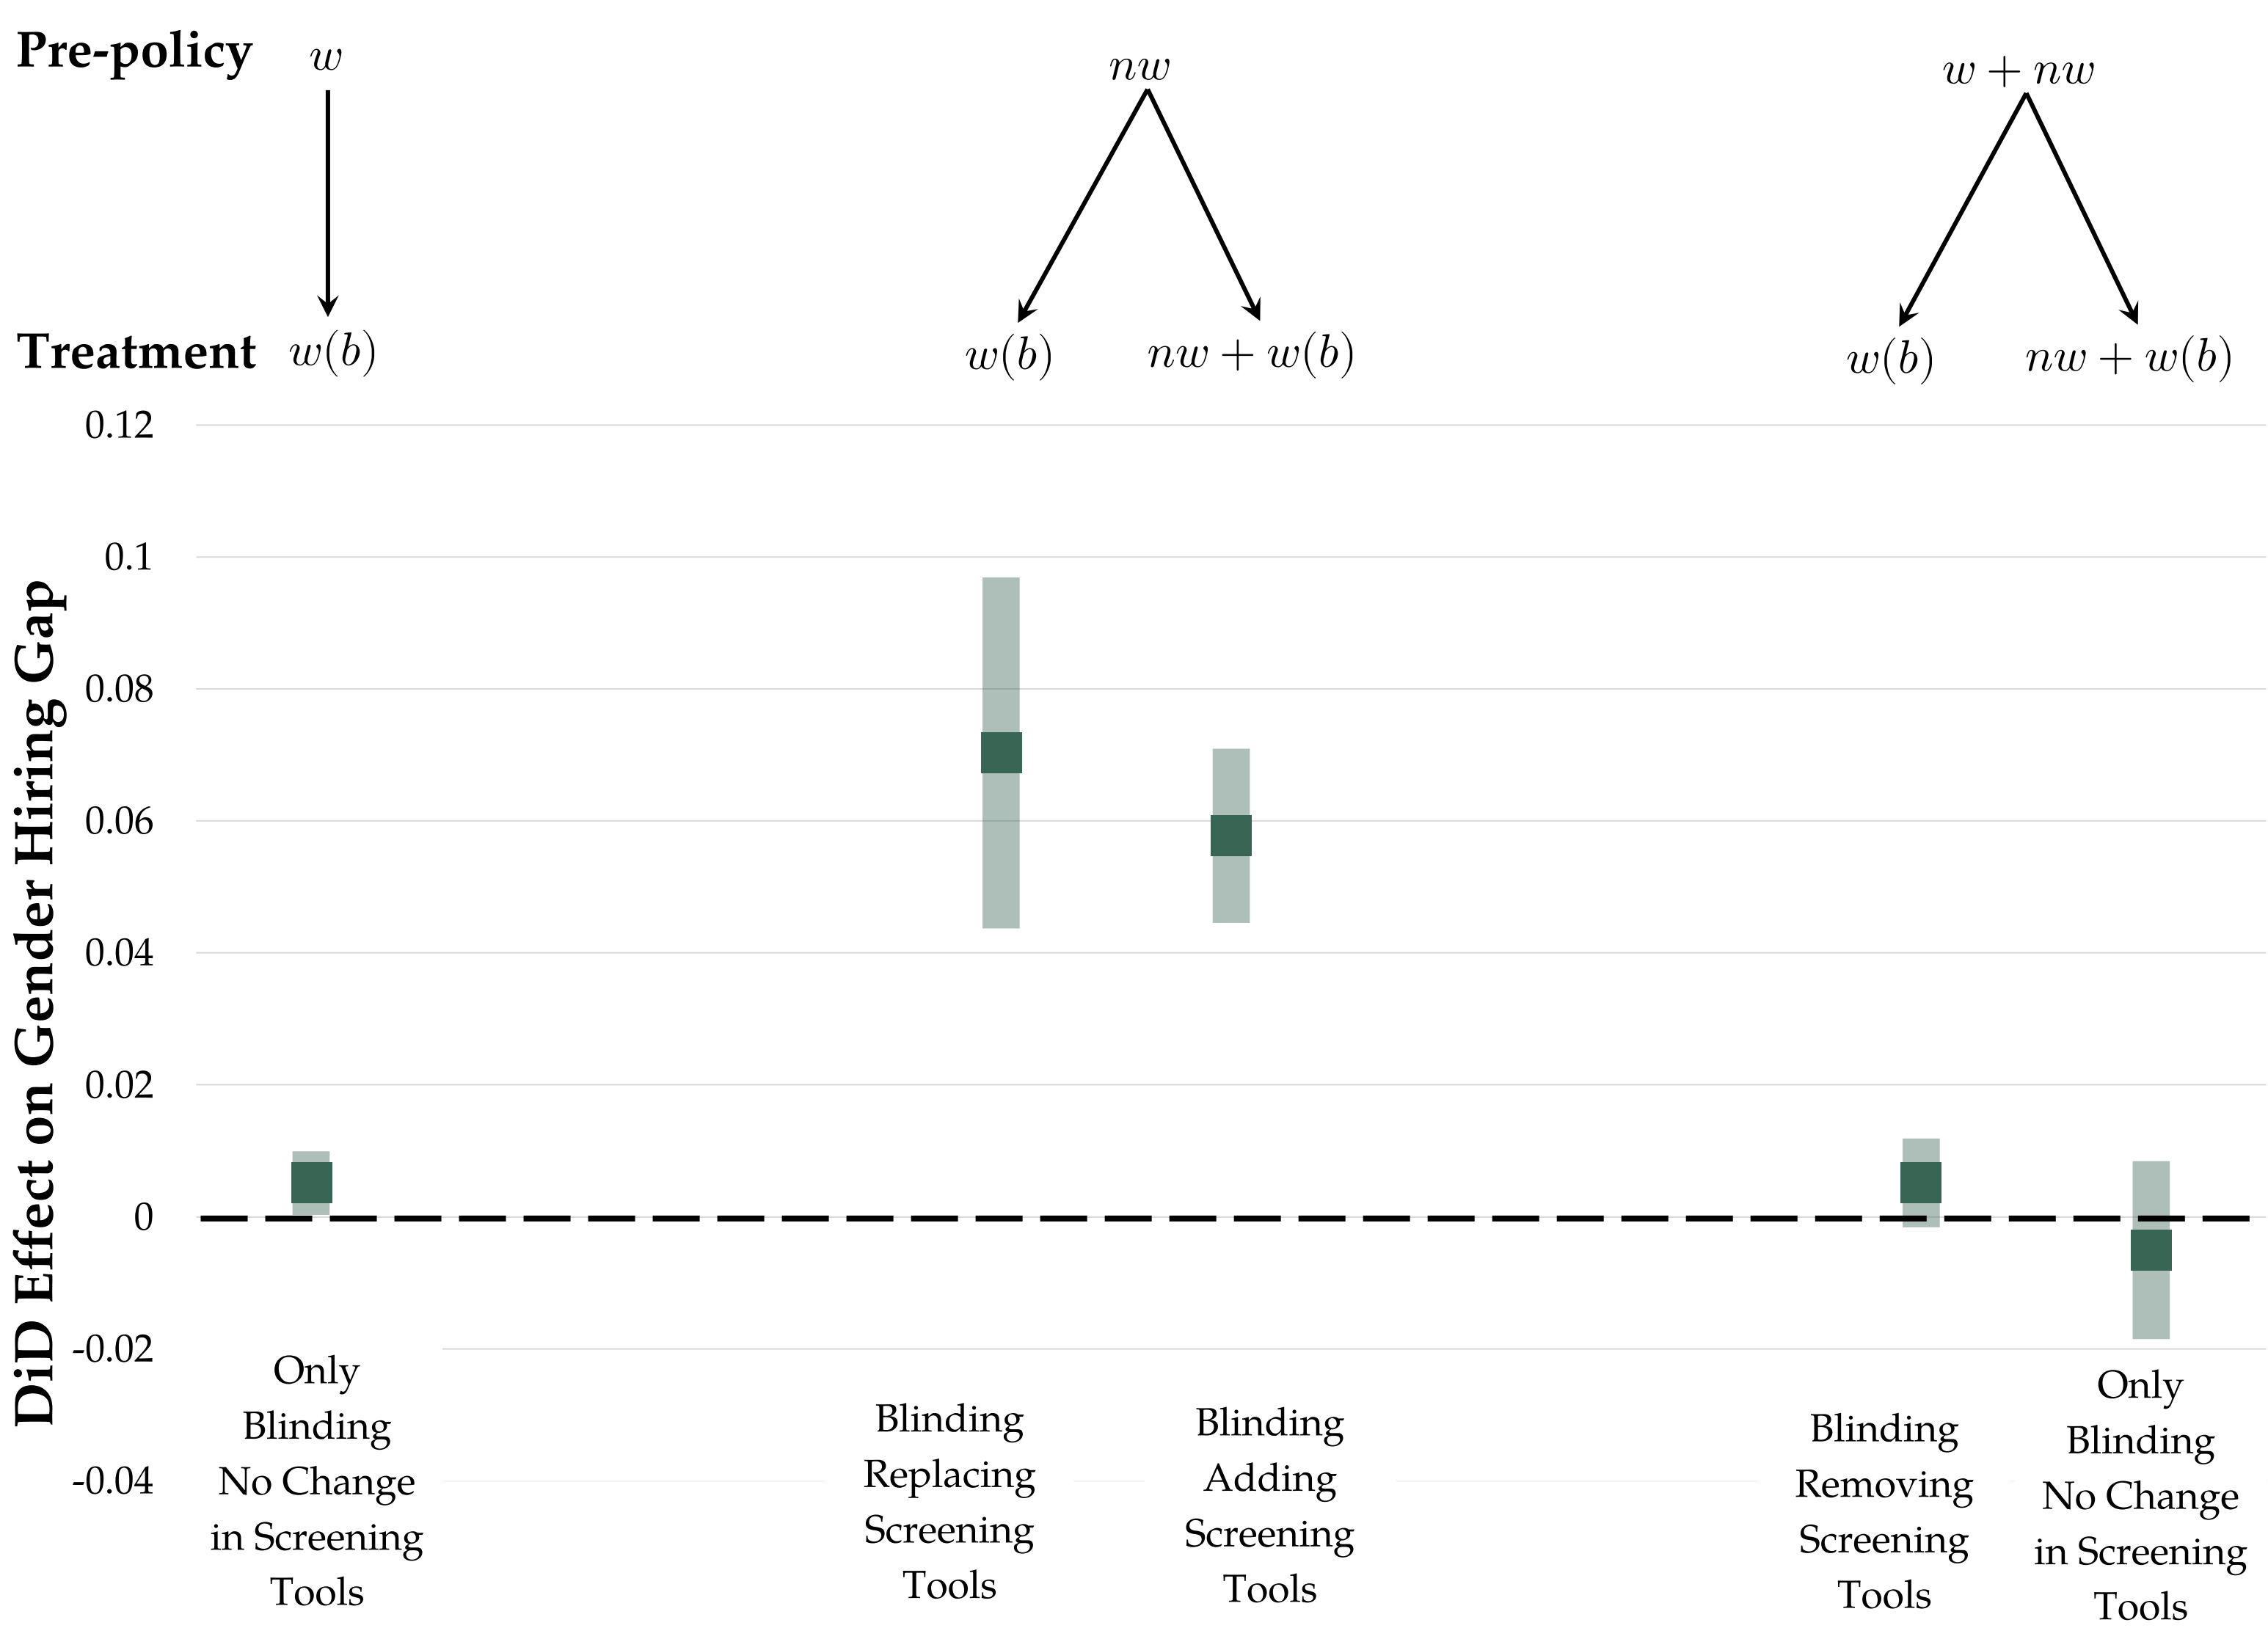 Pre-policy w nw w + nw
Treatment w(b) w(b) nw + w(b) w(b) nw + w(b)
DiD Effect on Gender Hiring Gap
0.12
0.1
0.08
0.06
0.04
0.02
0
-0.02
-0.04
Only
Blinding
No Change
in Screening
Tools
Blinding
Replacing
Screening
Tools
Blinding
Adding
Screening
Tools
Blinding
Removing
Screening
Tools
Only
Blinding
No Change
in Screening
Tools